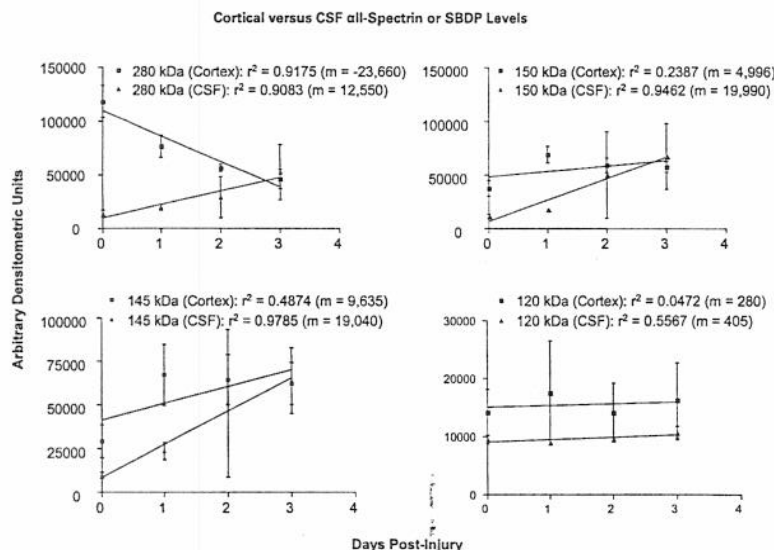 Cortical versus CSF αII-Spectrin or SBDP Levels
280 kDa (Cortex): r² = 0.9175 (m = -23,660)
280 kDa (CSF): r² = 0.9083 (m = 12,550)
150000
100000
50000
0
0 1 2 3 4
150 kDa (Cortex): r² = 0.2387 (m = 4,996)
150 kDa (CSF): r² = 0.9462 (m = 19,990)
150000
100000
50000
0
0 1 2 3 4
Arbitrary Densitometric Units
145 kDa (Cortex): r² = 0.4874 (m = 9,635)
145 kDa (CSF): r² = 0.9785 (m = 19,040)
100000
75000
50000
25000
0
0 1 2 3 4
120 kDa (Cortex): r² = 0.0472 (m = 280)
120 kDa (CSF): r² = 0.5567 (m = 405)
30000
20000
10000
0
0 1 2 3 4
Days Post-Injury